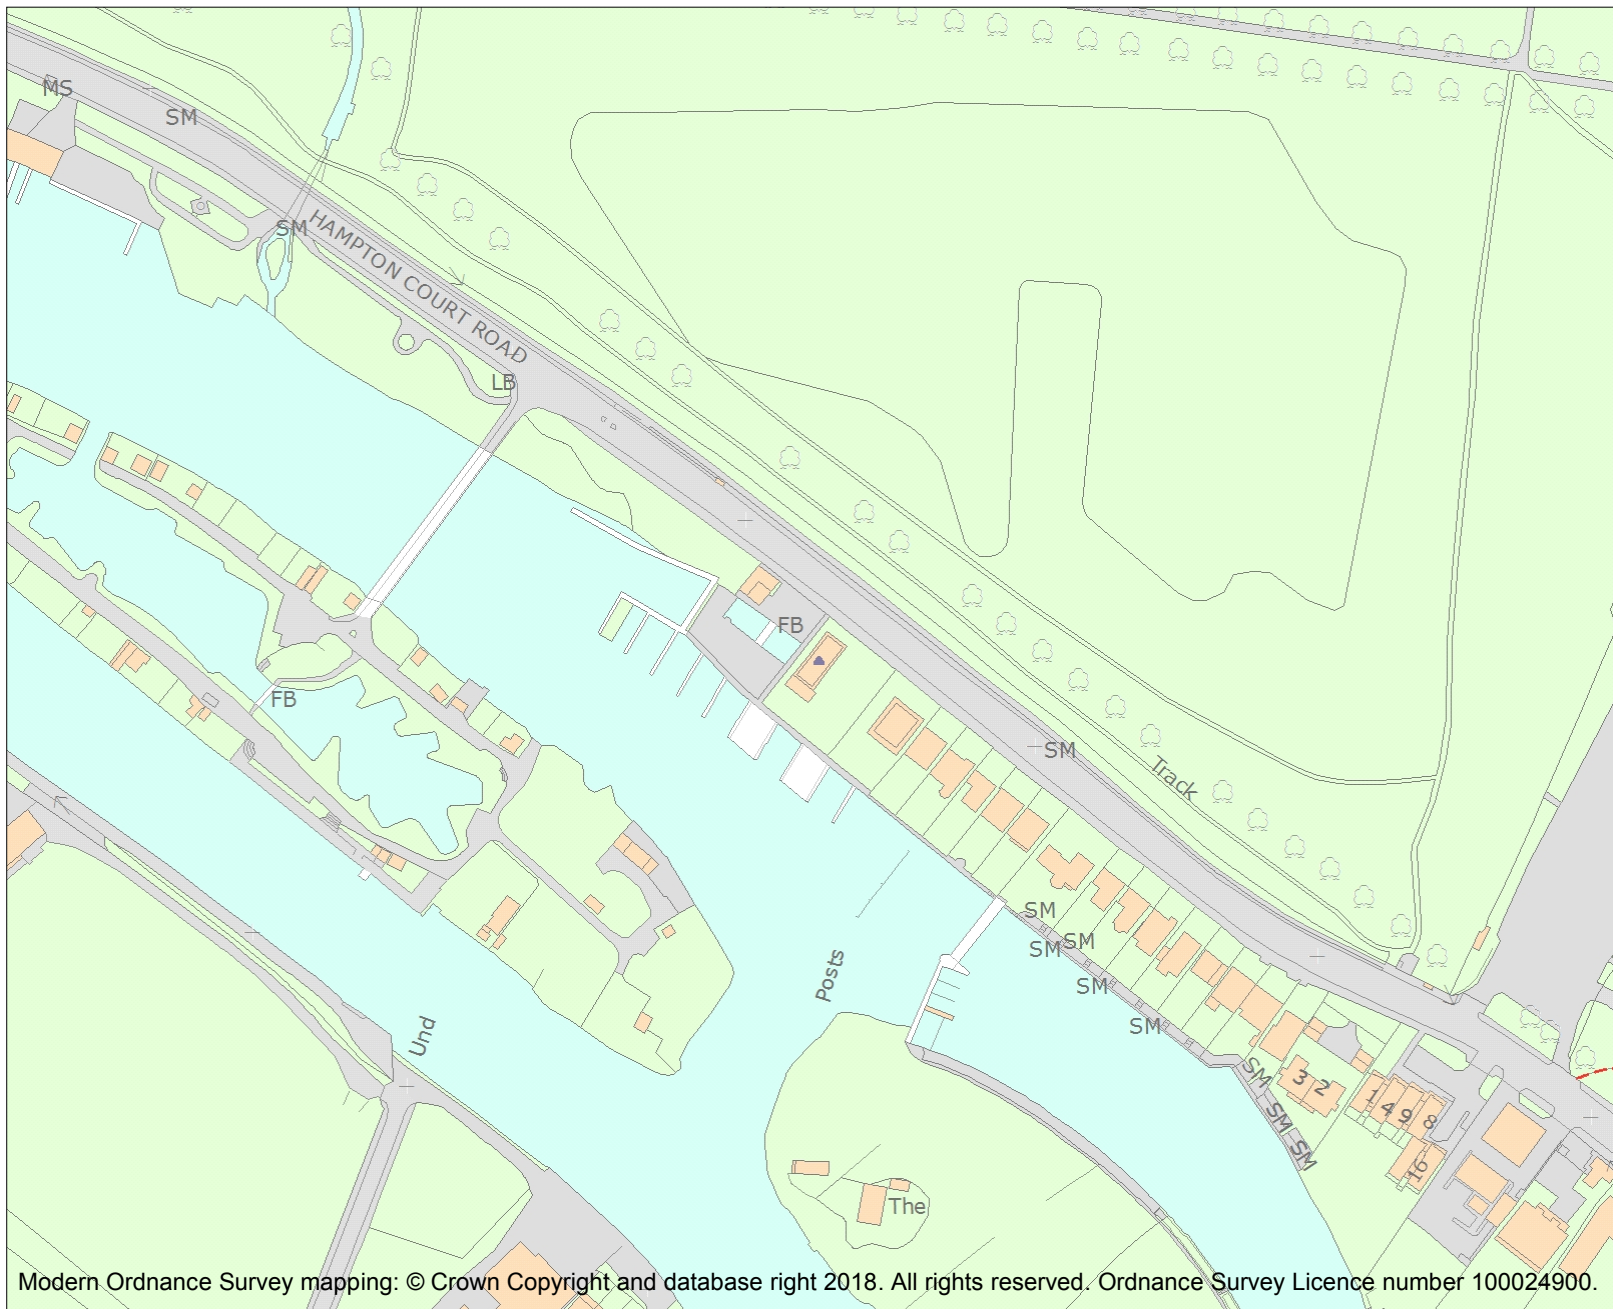 MS
SM
SM
HAMPTON COURT ROAD
LB
FB
FB
SM
Track
SM
SM
SM
SM
SM
Posts
Und
SM
SM
SM
3
2
1
4
9
8
16
The
Modern Ordnance Survey mapping: © Crown Copyright and database right 2018. All rights reserved. Ordnance Survey Licence number 100024900.